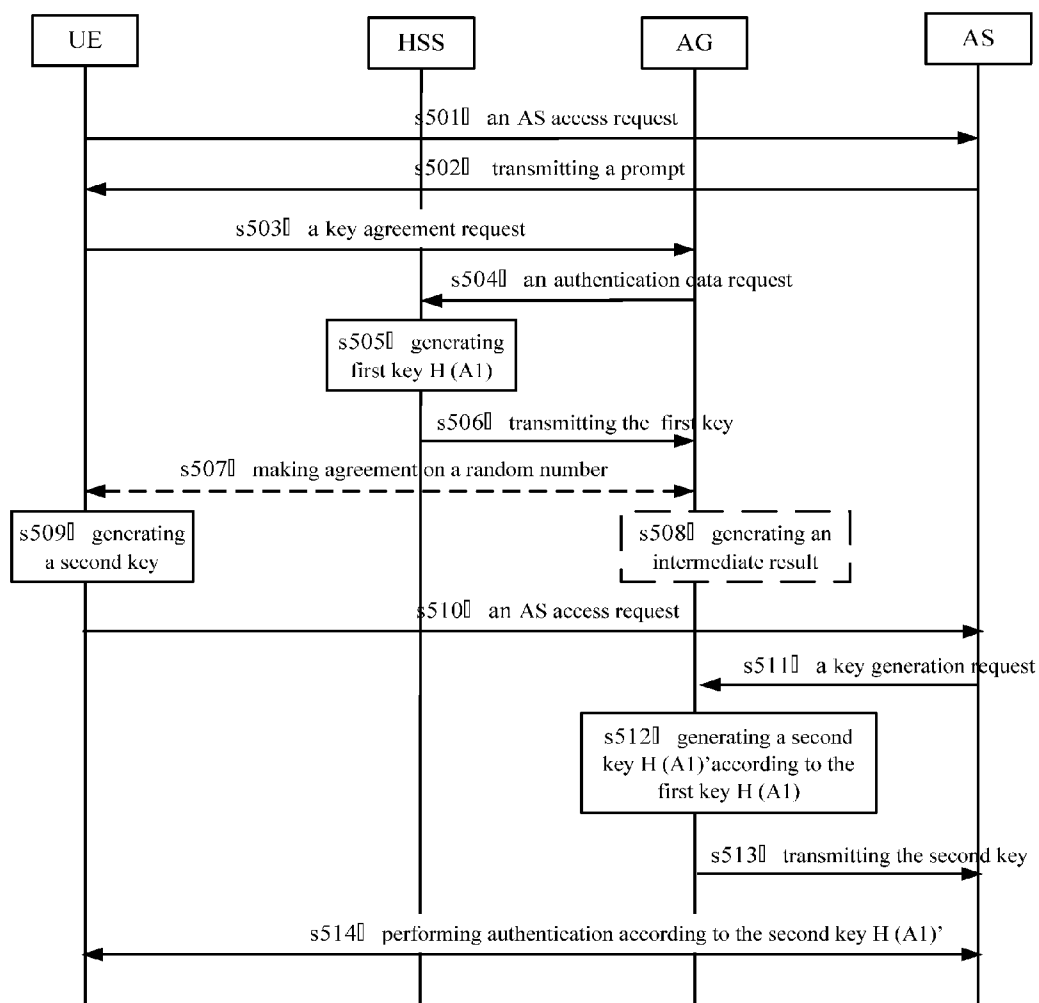 UE HSS AG AS
s501▯ an AS access request
s502▯ transmitting a prompt
s503▯ a key agreement request
s504▯ an authentication data request
s505▯ generating
first key H (A1)
s506▯ transmitting the first key
s507▯ making agreement on a random number
s509▯ generating
a second key
s508▯ generating an
intermediate result
s510▯ an AS access request
s511▯ a key generation request
s512▯ generating a second
key H (A1)’according to the
first key H (A1)
s513▯ transmitting the second key
s514▯ performing authentication according to the second key H (A1)’